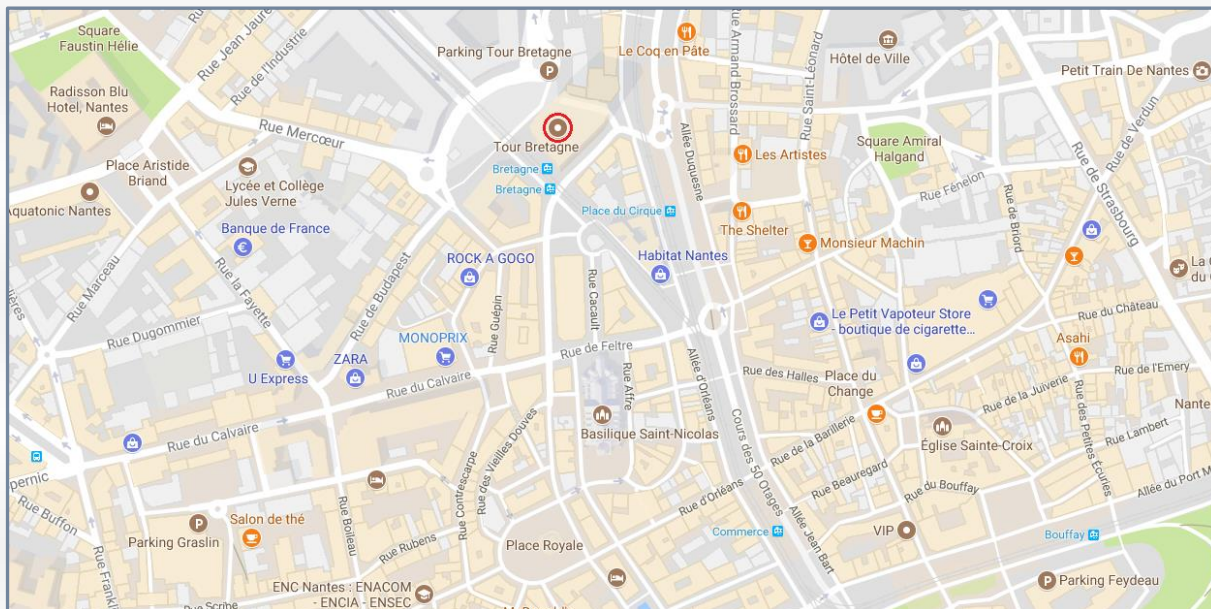 Square
Faustin Hélie
Rue Jean Jaurès
Rue de l'Industrie
Parking Tour Bretagne
Le Coq en Pâte
Rue Armand Brossard
Rue Saint-Léonard
Hôtel de Ville
Petit Train De Nantes
Radisson Blu
Hotel, Nantes
Rue Mercœur
Tour Bretagne
Allée Duquesne
Les Artistes
Square Amiral
Halgand
Rue de Verdun
Rue de Strasbourg
Place Aristide
Briand
Lycée et Collège
Jules Verne
Bretagne
Bretagne
Rue Fénelon
Aquatonic Nantes
Banque de France
Place du Cirque
The Shelter
Rue de Briord
Monsieur Machin
Rue Marceau
Rue la Fayette
Rue de Budapest
ROCK A GOGO
Habitat Nantes
Rue Dugommier
Rue Guépin
Rue Cacault
Le Petit Vapoteur Store
- boutique de cigarette...
Rue du Château
MONOPRIX
Rue de Feltre
Asahi
U Express
ZARA
Rue du Calvaire
Rue Affre
Allée d'Orléans
Rue des Halles
Place du
Change
Rue de la Juiverie
Rue de l'Emery
Rue du Calvaire
Basilique Saint-Nicolas
Cours des 50 Otages
Rue de la Barillerie
Église Sainte-Croix
Rue des Petites Écuries
Rue Lambert
Rue Contrescarpe
Rue des Vieilles Douves
Rue Beauregard
Rue du Bouffay
Rue Buffon
Parking Graslin
Salon de thé
Rue Boileau
Rue Rubens
Place Royale
Rue d'Orléans
Commerce
Allée Jean Bart
VIP
Bouffay
ENC Nantes : ENACOM
- ENCIA - ENSEC
Rue Scribe
Parking Feydeau